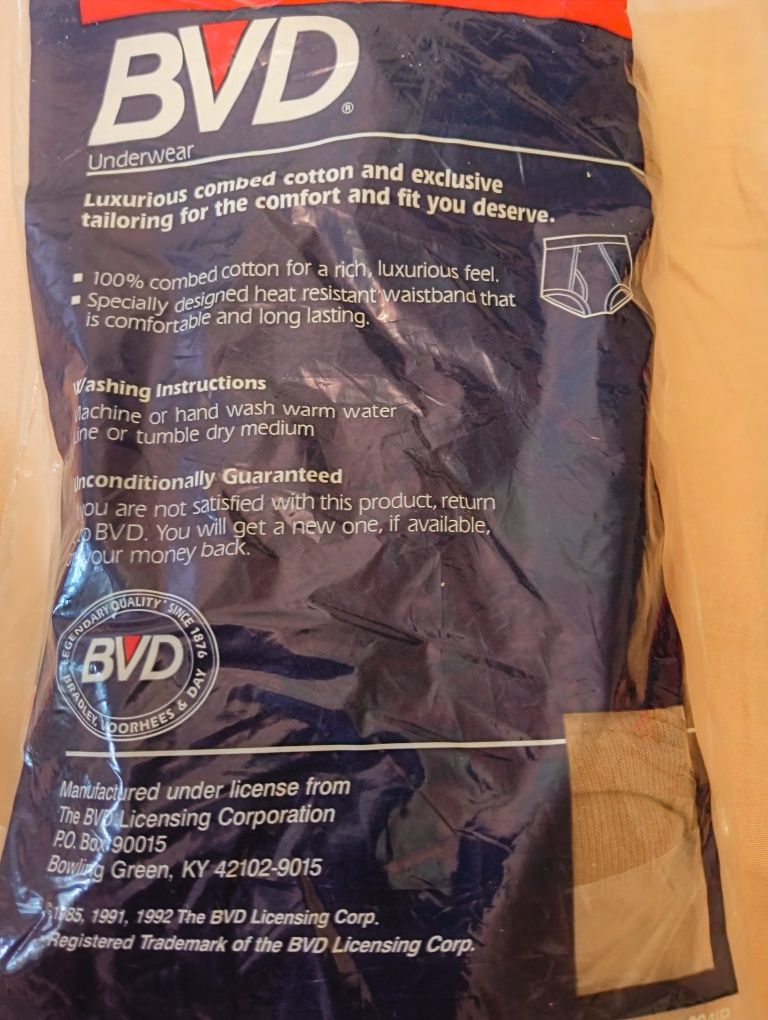 BVD®
Underwear
Luxurious combed cotton and exclusive
tailoring for the comfort and fit you deserve.
▪ 100% combed cotton for a rich, luxurious feel.
▪ Specially designed heat resistant waistband that
is comfortable and long lasting.
Washing Instructions
Machine or hand wash warm water
Line or tumble dry medium
Unconditionally Guaranteed
you are not satisfied with this product, return
to BVD. You will get a new one, if available,
or your money back.
LEGENDARY QUALITY SINCE 1876
BVD
BRADLEY, VOORHEES & DAY
Manufactured under license from
The BVD Licensing Corporation
P.O. Box 90015
Bowling Green, KY 42102-9015
©1985, 1991, 1992 The BVD Licensing Corp.
Registered Trademark of the BVD Licensing Corp.